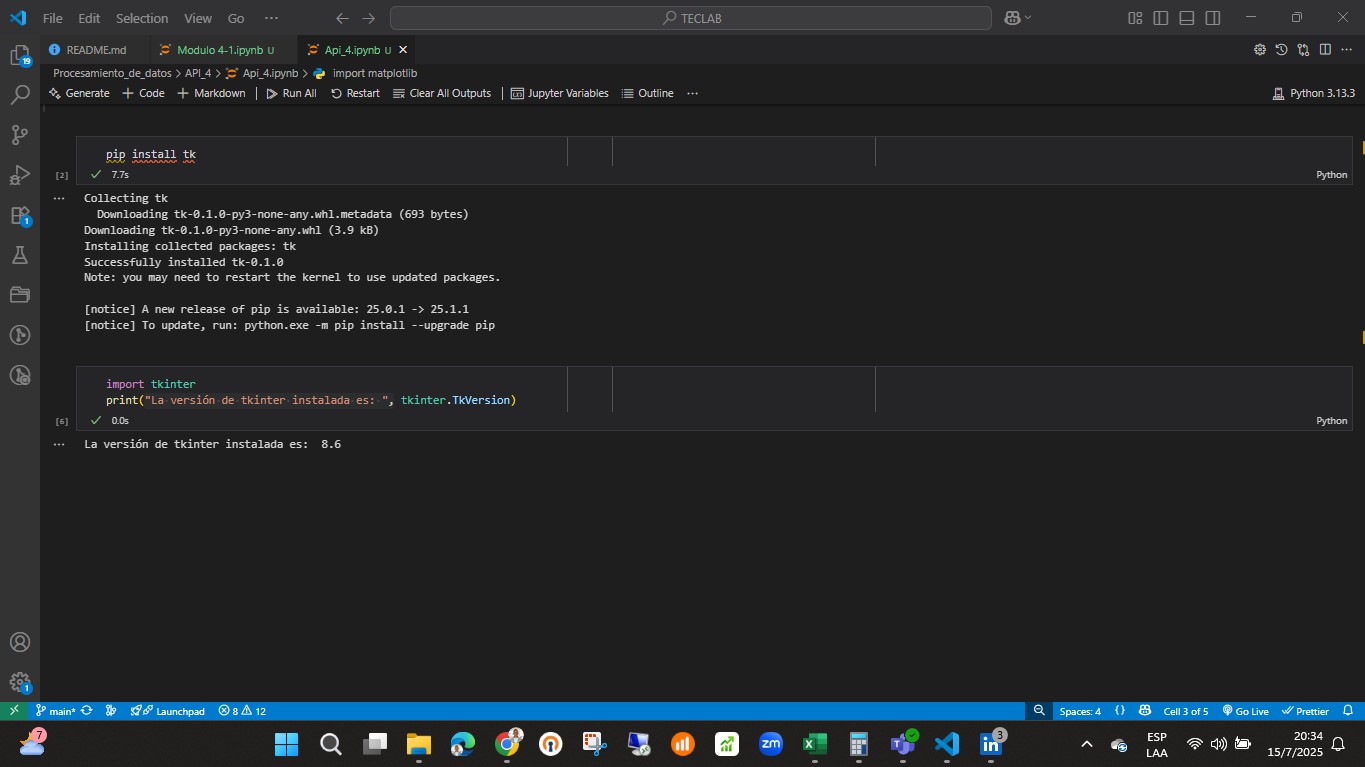 File Edit Selection View Go ··· TECLAB
README.md Modulo 4-1.ipynb U Api_4.ipynb U
Procesamiento_de_datos > API_4 > Api_4.ipynb > import matplotlib
Generate + Code + Markdown Run All Restart Clear All Outputs Jupyter Variables Outline ··· Python 3.13.3
pip install tk
[2] 7.7s Python
Collecting tk
Downloading tk-0.1.0-py3-none-any.whl.metadata (693 bytes)
Downloading tk-0.1.0-py3-none-any.whl (3.9 kB)
Installing collected packages: tk
Successfully installed tk-0.1.0
Note: you may need to restart the kernel to use updated packages.
[notice] A new release of pip is available: 25.0.1 -> 25.1.1
[notice] To update, run: python.exe -m pip install --upgrade pip
import tkinter
print("La versión de tkinter instalada es: ", tkinter.TkVersion)
[6] 0.0s Python
La versión de tkinter instalada es:  8.6
19
1
1
main* Launchpad 8 12 Spaces: 4 {} Cell 3 of 5 Go Live Prettier
7 zm 3 ESP LAA 20:34 15/7/2025